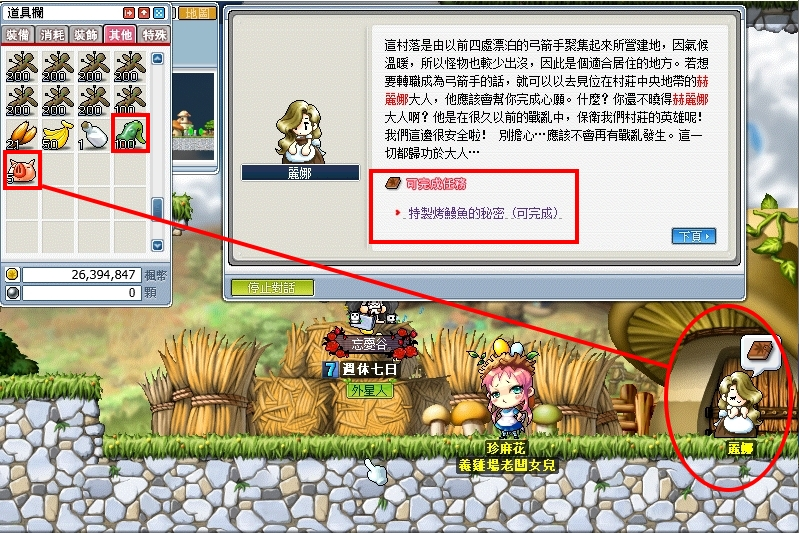 道具欄
地圖
裝備 消耗 裝飾 其他 特殊
200 200 200 200
200 200 200 100
21 50 1 100
5
26,394,847 楓幣
0 顆
這村落是由以前四處漂泊的弓箭手聚集起來所營建地，因氣候
溫暖，所以怪物也較少出沒，因此是個適合居住的地方。若想
要轉職成為弓箭手的話，就可以以去見位在村莊中央地帶的赫
麗娜大人，他應該會幫你完成心願。什麼？你還不曉得赫麗娜
大人啊？他是在很久以前的戰亂中，保衛我們村莊的英雄呢！
我們這邊很安全啦！ 別擔心…應該不會再有戰亂發生。這一
切都歸功於大人…
麗娜
可完成任務
特製烤鰻魚的秘密 (可完成)
下頁
停止對話
忘憂谷
7 週休七日
外星人
珍麻花
養雞場老闆女兒
麗娜